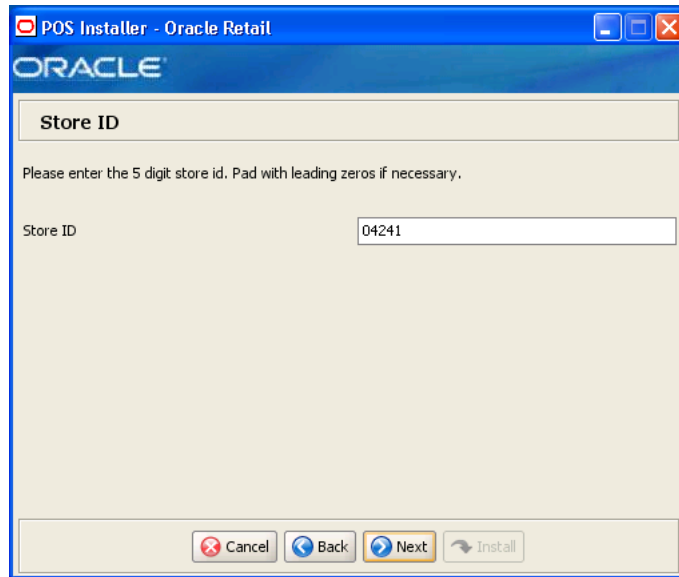 POS Installer - Oracle Retail
ORACLE
Store ID
Please enter the 5 digit store id. Pad with leading zeros if necessary.
Store ID 04241
Cancel Back Next Install